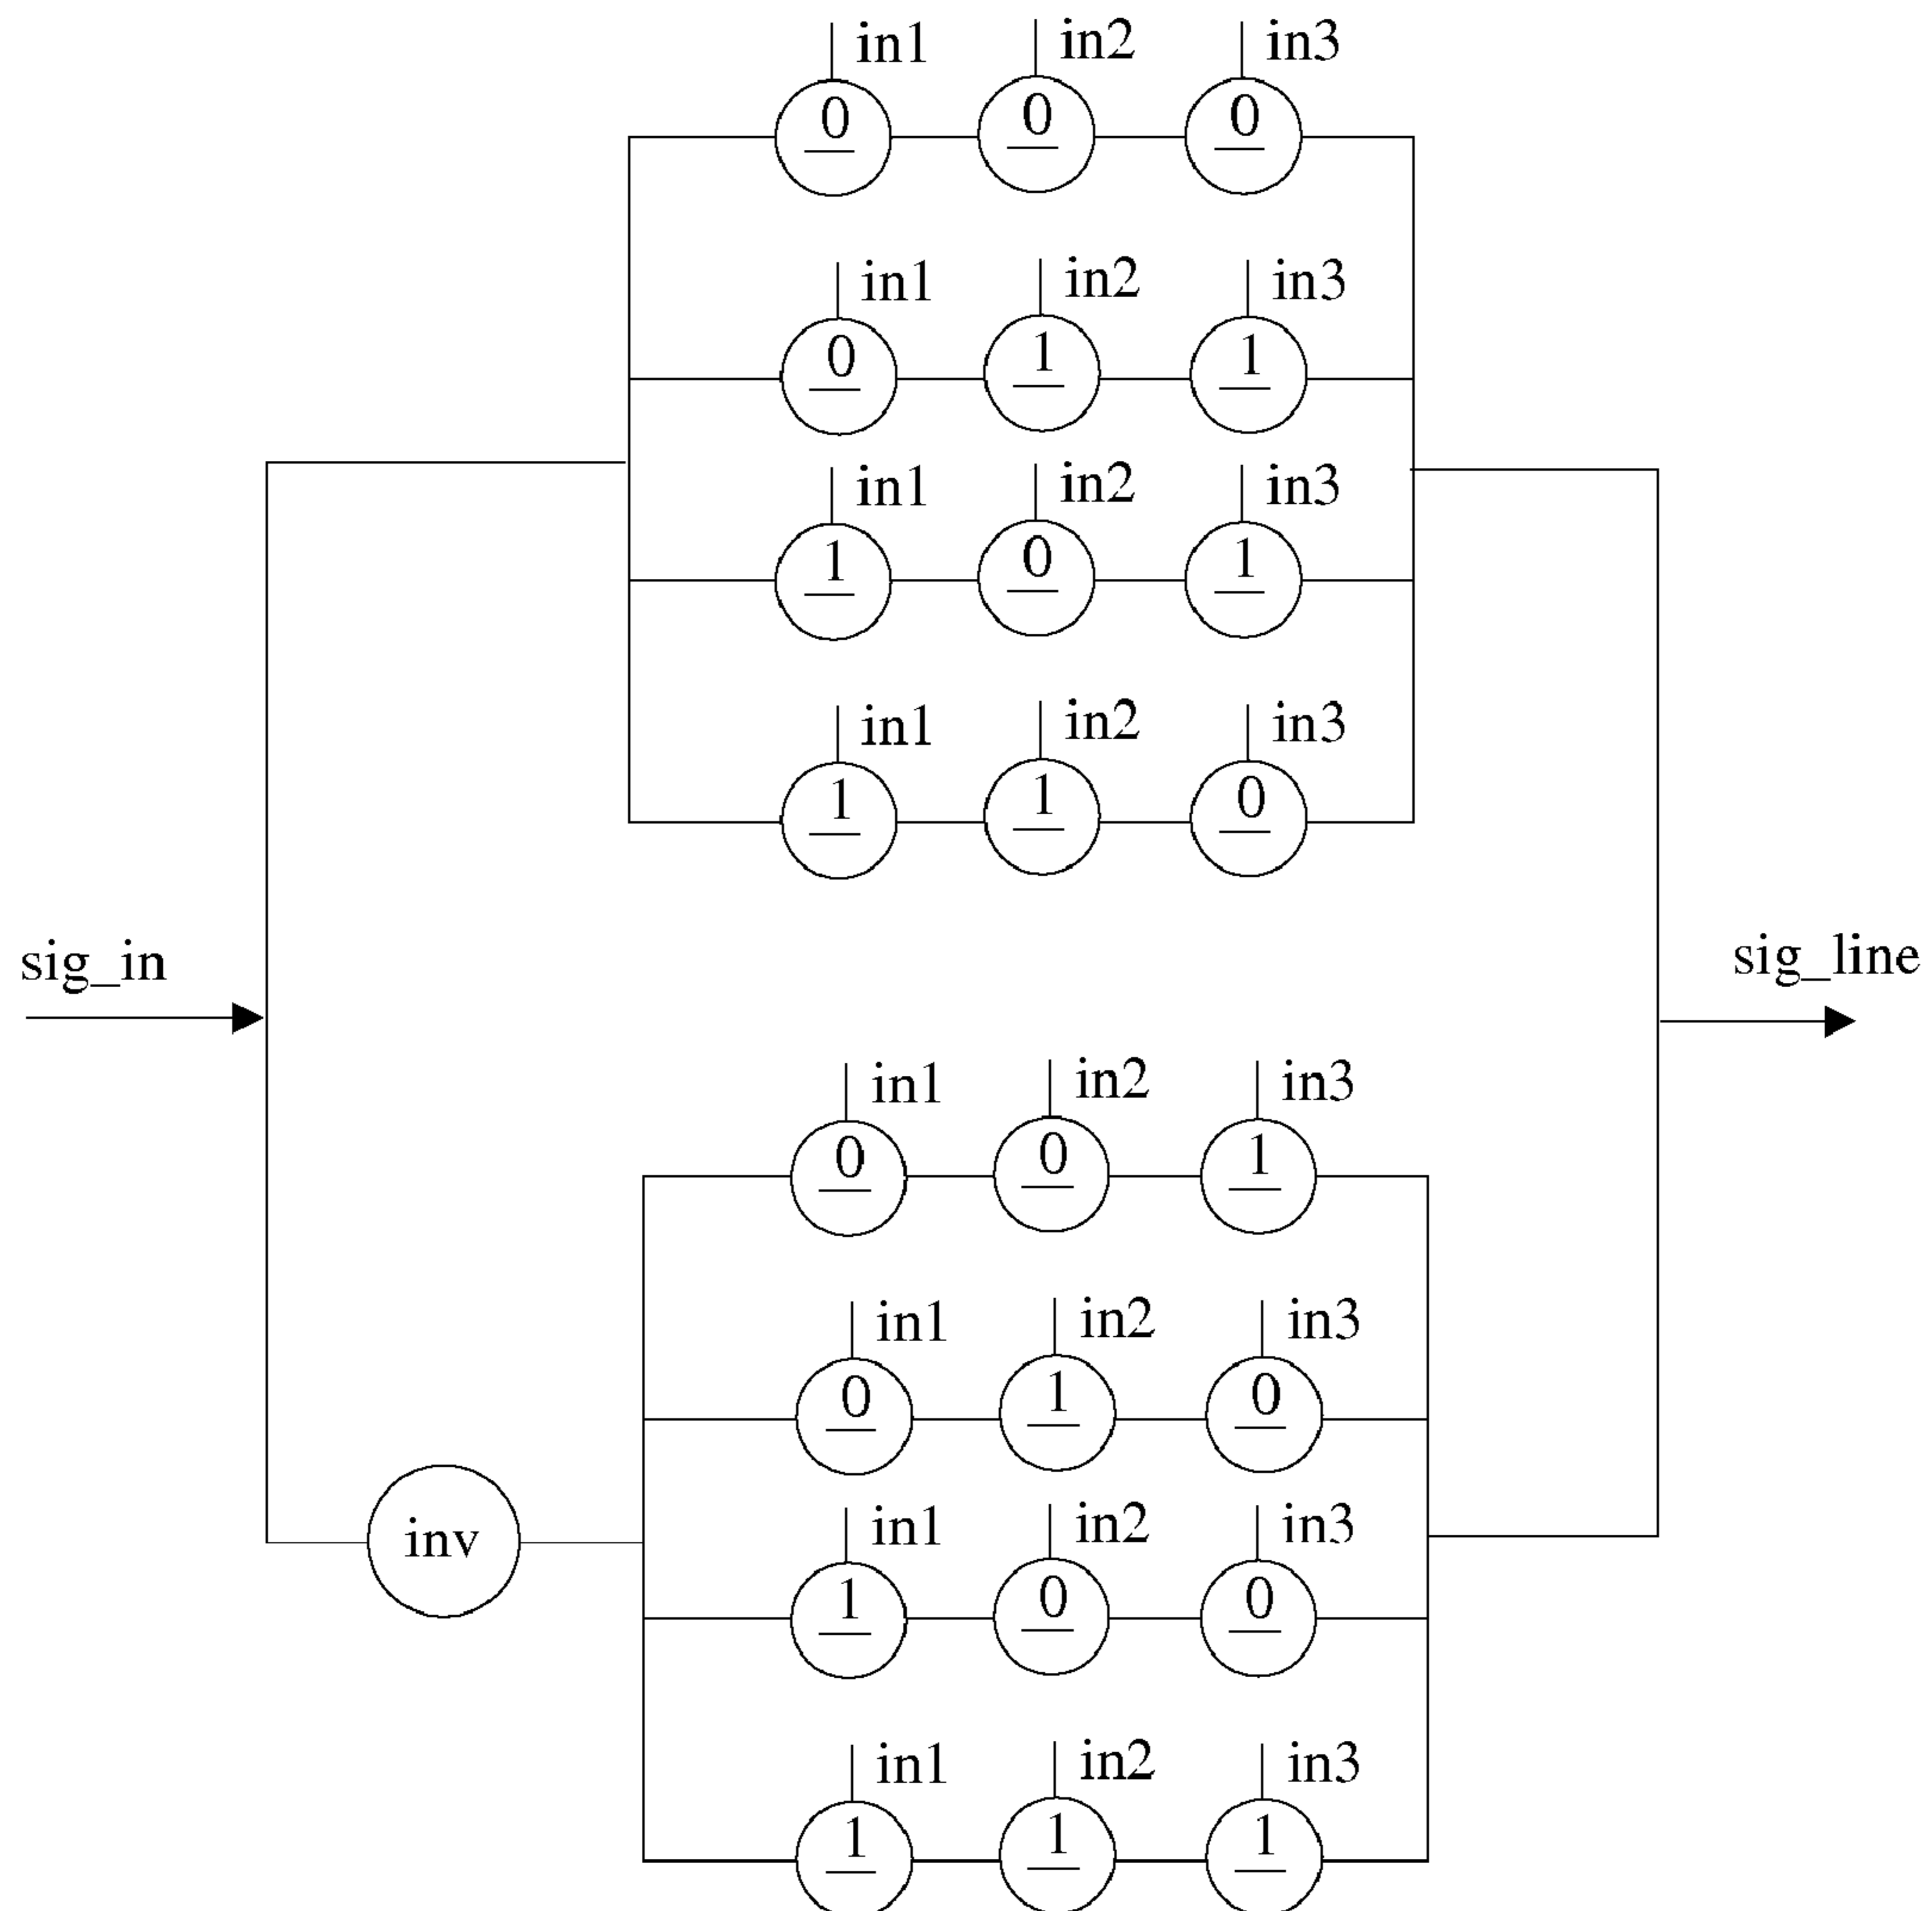 in1 in2 in3
0 0 0
in1 in2 in3
0 1 1
in1 in2 in3
1 0 1
in1 in2 in3
1 1 0
sig_in
sig_line
in1 in2 in3
0 0 1
in1 in2 in3
0 1 0
in1 in2 in3
inv
1 0 0
in1 in2 in3
1 1 1